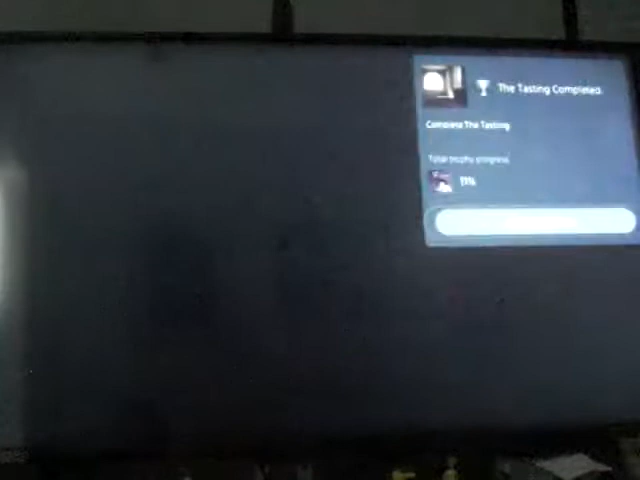 The Tasting Completed.
Complete The Tasting
Total trophy progress
11%